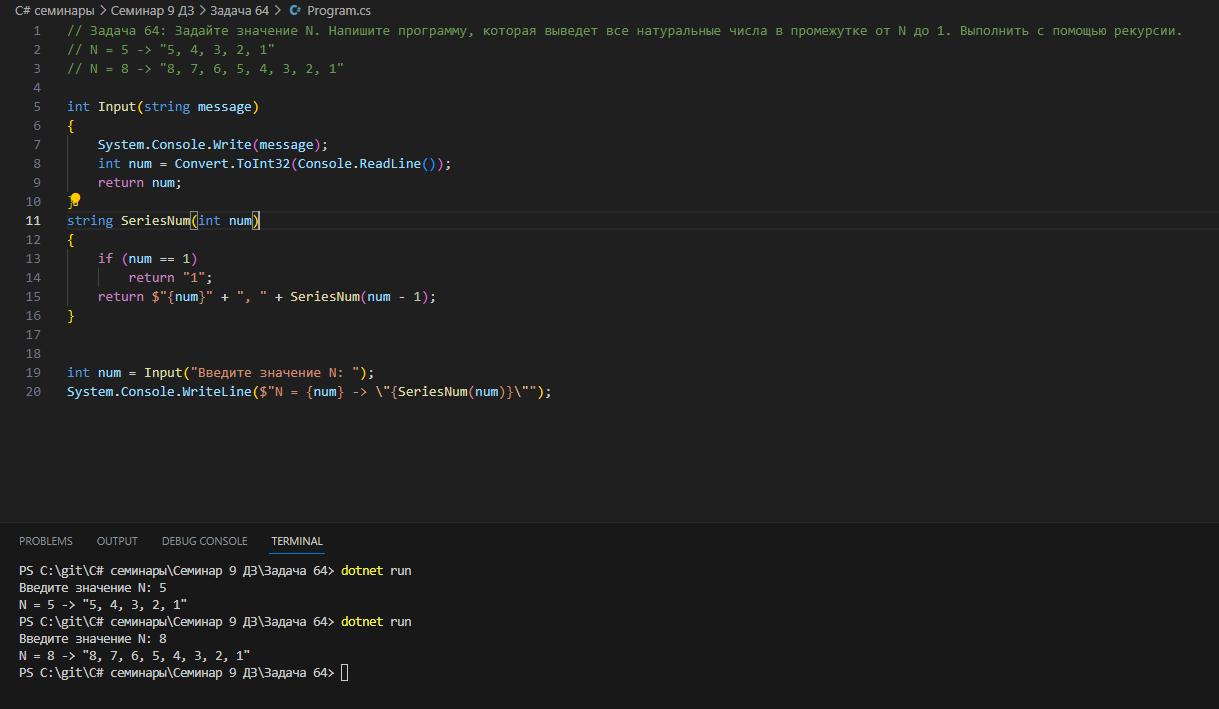 C# семинары > Семинар 9 ДЗ > Задача 64 > Program.cs
1 // Задача 64: Задайте значение N. Напишите программу, которая выведет все натуральные числа в промежутке от N до 1. Выполнить с помощью рекурсии.
2 // N = 5 -> "5, 4, 3, 2, 1"
3 // N = 8 -> "8, 7, 6, 5, 4, 3, 2, 1"
4
5 int Input(string message)
6 {
7     System.Console.Write(message);
8     int num = Convert.ToInt32(Console.ReadLine());
9     return num;
10 }
11 string SeriesNum(int num)
12 {
13     if (num == 1)
14         return "1";
15     return $"{num}" + ", " + SeriesNum(num - 1);
16 }
17
18
19 int num = Input("Введите значение N: ");
20 System.Console.WriteLine($"N = {num} -> \"{SeriesNum(num)}\"");
PROBLEMS OUTPUT DEBUG CONSOLE TERMINAL
PS C:\git\C# семинары\Семинар 9 ДЗ\Задача 64> dotnet run
Введите значение N: 5
N = 5 -> "5, 4, 3, 2, 1"
PS C:\git\C# семинары\Семинар 9 ДЗ\Задача 64> dotnet run
Введите значение N: 8
N = 8 -> "8, 7, 6, 5, 4, 3, 2, 1"
PS C:\git\C# семинары\Семинар 9 ДЗ\Задача 64>